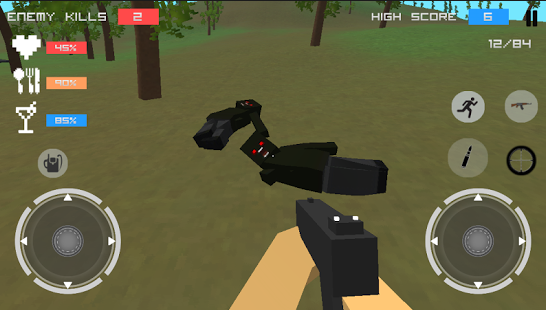 ENEMY KILLS 2
HIGH SCORE 6
12/84
45%
90%
85%